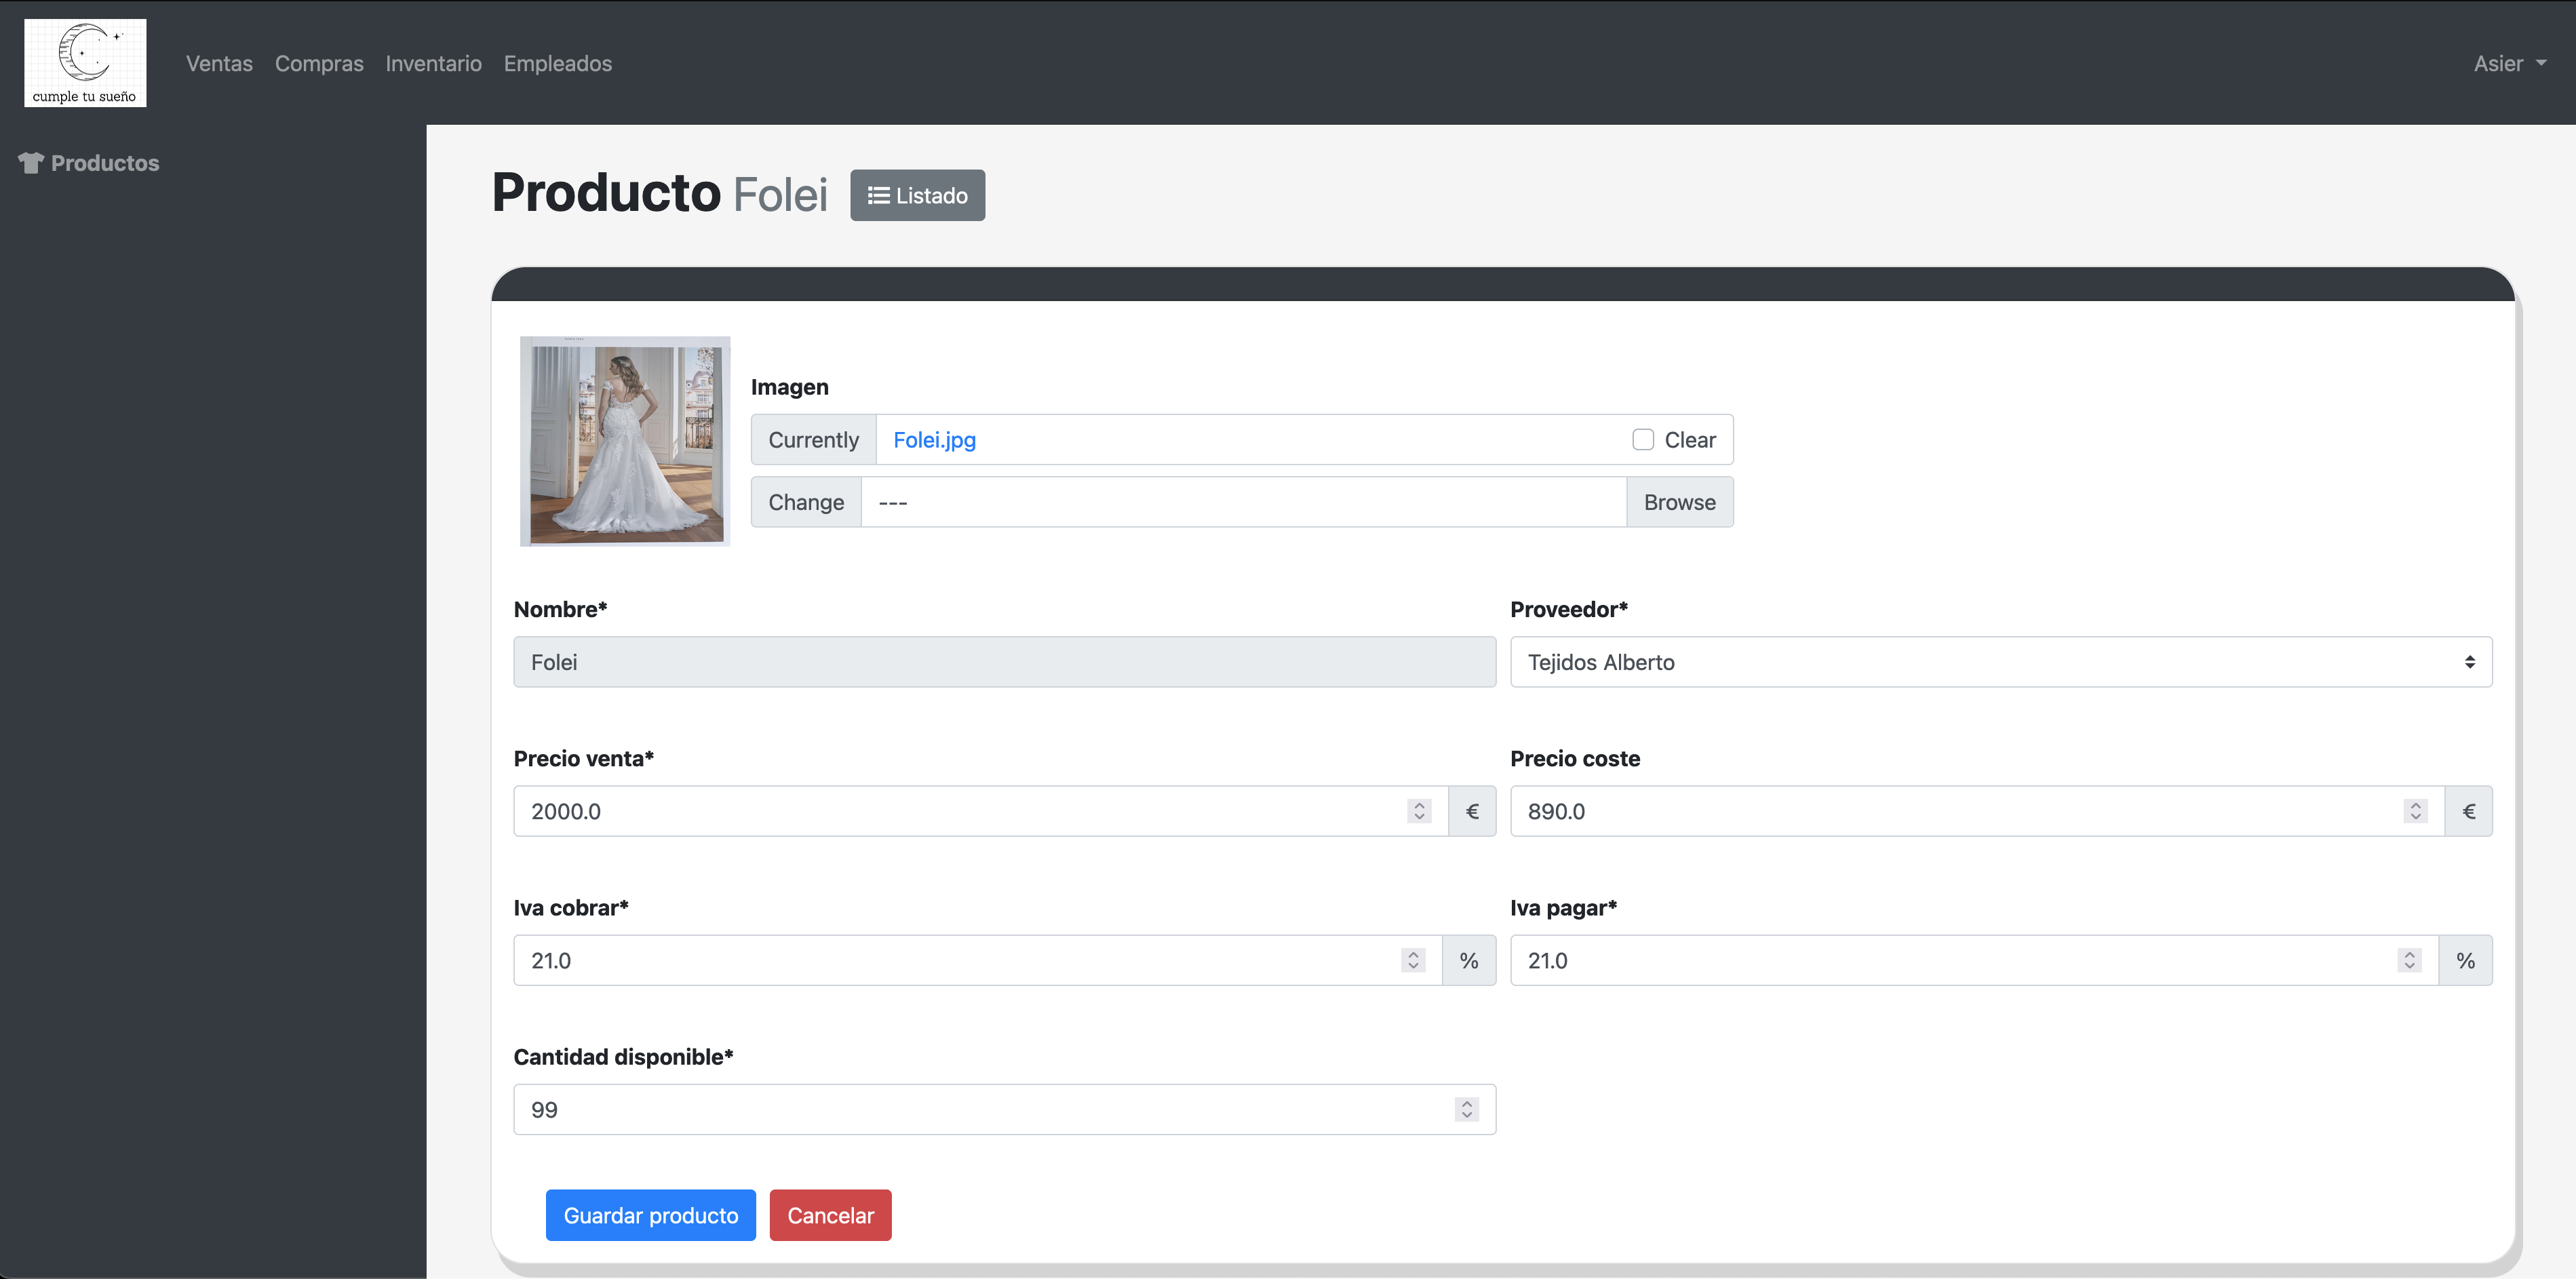 cumple tu sueño
Ventas Compras Inventario Empleados
Asier
Productos
Producto Folei
Listado
Imagen
Currently Folei.jpg Clear
Change --- Browse
Nombre* Proveedor*
Folei Tejidos Alberto
Precio venta* Precio coste
2000.0 € 890.0 €
Iva cobrar* Iva pagar*
21.0 % 21.0 %
Cantidad disponible*
99
Guardar producto Cancelar